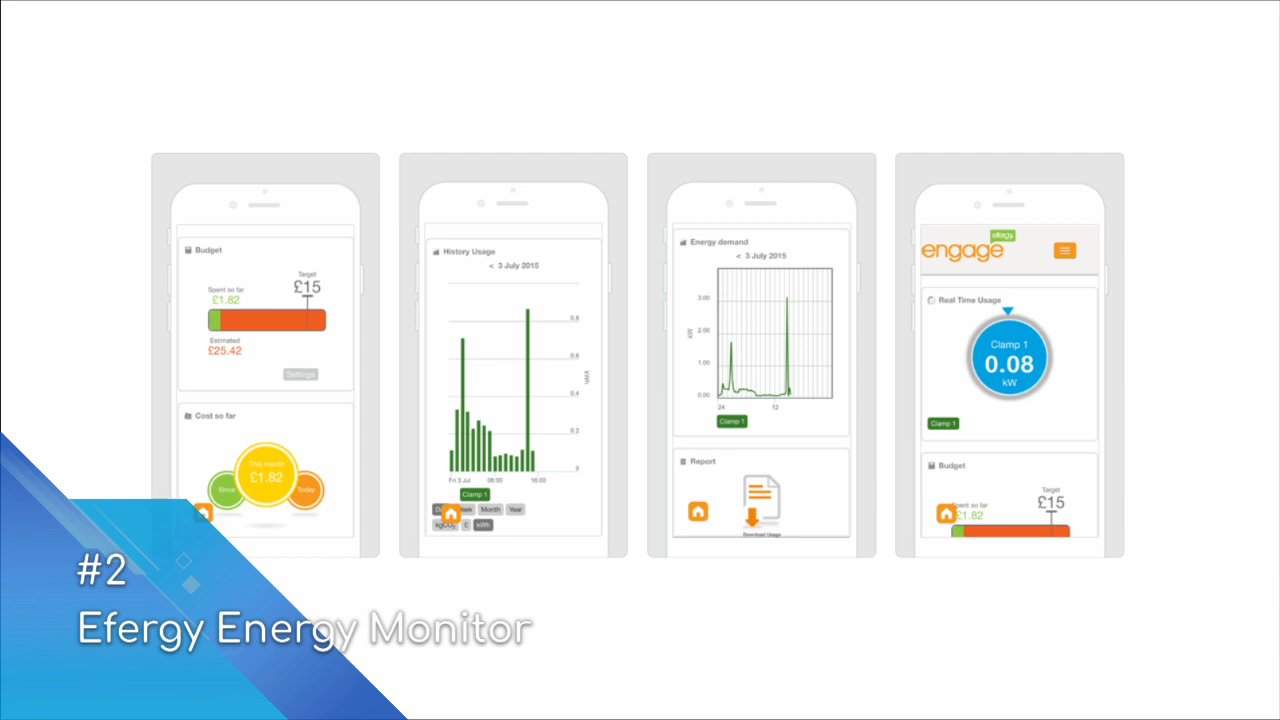 Budget
Target
£15
Spent so far
£1.82
Estimated
£25.42
Settings
Cost so far
This month
£1.82
Since
Today
History Usage
< 3 July 2015
0.8
0.6
kWh
0.4
0.2
0
Fri 3 Jul 08:00 16:00
Clamp 1
Month Year
kgCO₂ £ kWh
Energy demand
< 3 July 2015
3.00
2.00
kW
1.00
0.00
24 12
Clamp 1
Report
Download Usage
efergy
engage
Real Time Usage
Clamp 1
0.08
kW
Clamp 1
Budget
Target
£15
Spent so far
£1.82
#2
Efergy Energy Monitor